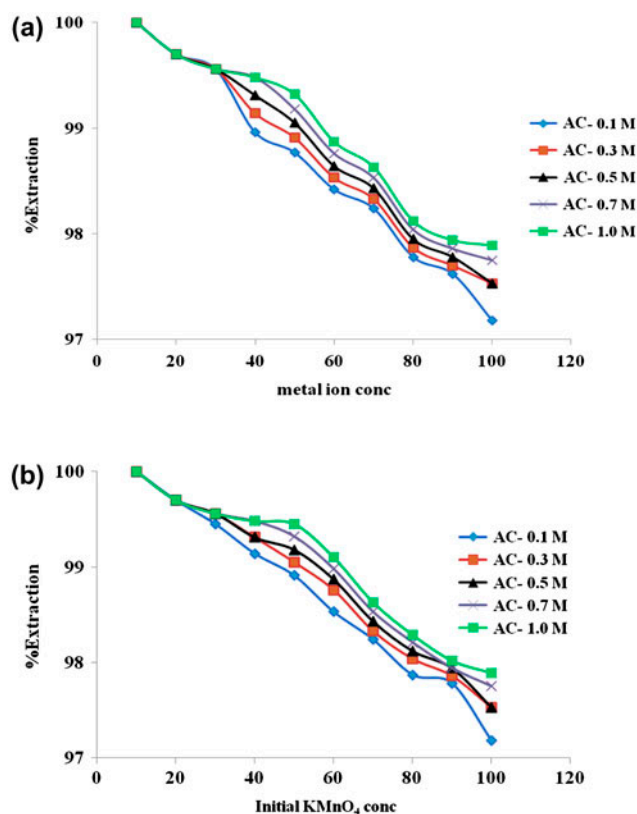 (a)
100
99
98
97
%Extraction
0
20
40
60
80
100
120
metal ion conc
AC- 0.1 M
AC- 0.3 M
AC- 0.5 M
AC- 0.7 M
AC- 1.0 M
(b)
100
99
98
97
%Extraction
0
20
40
60
80
100
120
Initial KMnO₄ conc
AC- 0.1 M
AC- 0.3 M
AC- 0.5 M
AC- 0.7 M
AC- 1.0 M